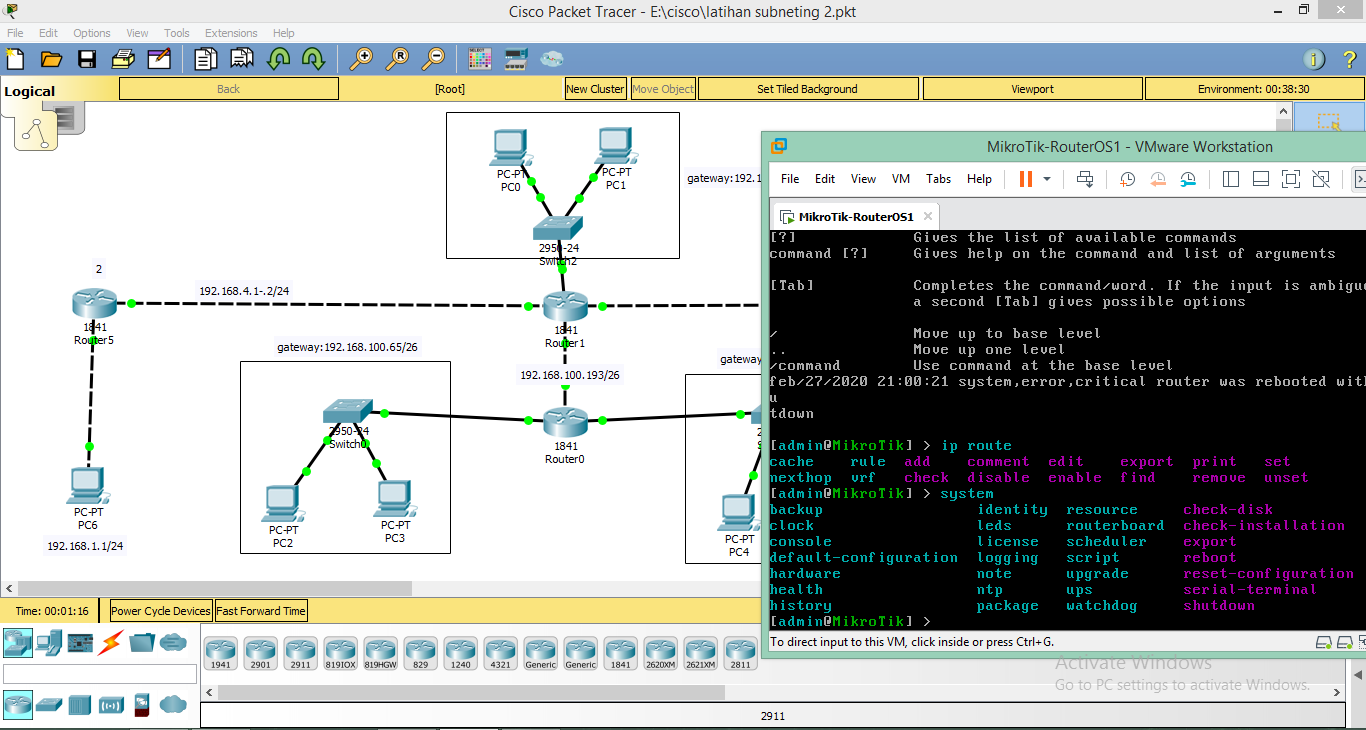 Cisco Packet Tracer - E:\cisco\latihan subneting 2.pkt
File Edit Options View Tools Extensions Help
Logical
Back
[Root]
New Cluster
Move Object
Set Tiled Background
Viewport
Environment: 00:38:30
PC-PT
PC0
PC-PT
PC1
gateway:192.1
2950-24
Switch2
2
192.168.4.1-.2/24
1841
Router5
1841
Router1
gateway:192.168.100.65/26
192.168.100.193/26
gateway
2950-24
Switch0
1841
Router0
PC-PT
PC6
192.168.1.1/24
PC-PT
PC2
PC-PT
PC3
PC-PT
PC4
MikroTik-RouterOS1 - VMware Workstation
File Edit View VM Tabs Help
MikroTik-RouterOS1
[?] Gives the list of available commands
command [?] Gives help on the command and list of arguments
[Tab] Completes the command/word. If the input is ambigu
a second [Tab] gives possible options
/ Move up to base level
.. Move up one level
/command Use command at the base level
feb/27/2020 21:00:21 system,error,critical router was rebooted with
u
tdown
[admin@MikroTik] > ip route
cache rule add comment edit export print set
nexthop vrf check disable enable find remove unset
[admin@MikroTik] > system
backup identity resource check-disk
clock leds routerboard check-installation
console license scheduler export
default-configuration logging script reboot
hardware note upgrade reset-configuration
health ntp ups serial-terminal
history package watchdog shutdown
[admin@MikroTik] >
To direct input to this VM, click inside or press Ctrl+G.
Time: 00:01:16
Power Cycle Devices
Fast Forward Time
1941 2901 2911 819IOX 819HGW 829 1240 4321 Generic Generic 1841 2620XM 2621XM 2811
Activate Windows
Go to PC settings to activate Windows.
2911